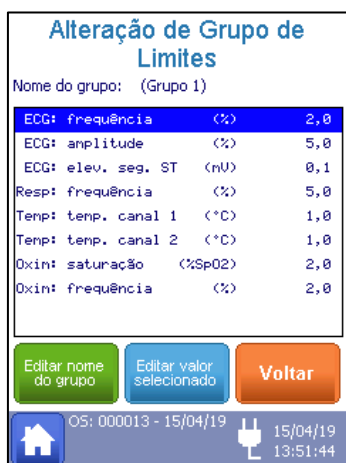 Alteração de Grupo de
Limites
Nome do grupo: (Grupo 1)
ECG: frequência (%) 2,0
ECG: amplitude (%) 5,0
ECG: elev. seg. ST (mV) 0,1
Resp: frequência (%) 5,0
Temp: temp. canal 1 (°C) 1,0
Temp: temp. canal 2 (°C) 1,0
Oxim: saturação (%SpO2) 2,0
Oxim: frequência (%) 2,0
Editar nome
do grupo
Editar valor
selecionado
Voltar
OS: 000013 - 15/04/19
15/04/19
13:51:44